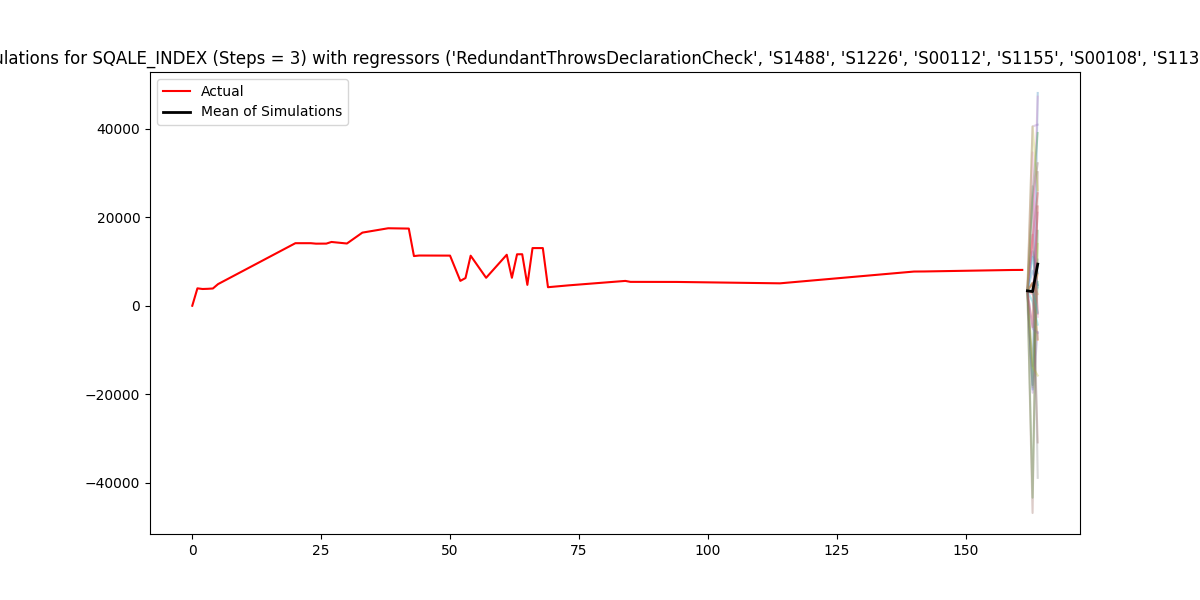 ulations for SQALE_INDEX (Steps = 3) with regressors ('RedundantThrowsDeclarationCheck', 'S1488', 'S1226', 'S00112', 'S1155', 'S00108', 'S113
Actual
Mean of Simulations
40000
20000
0
−20000
−40000
0 25 50 75 100 125 150